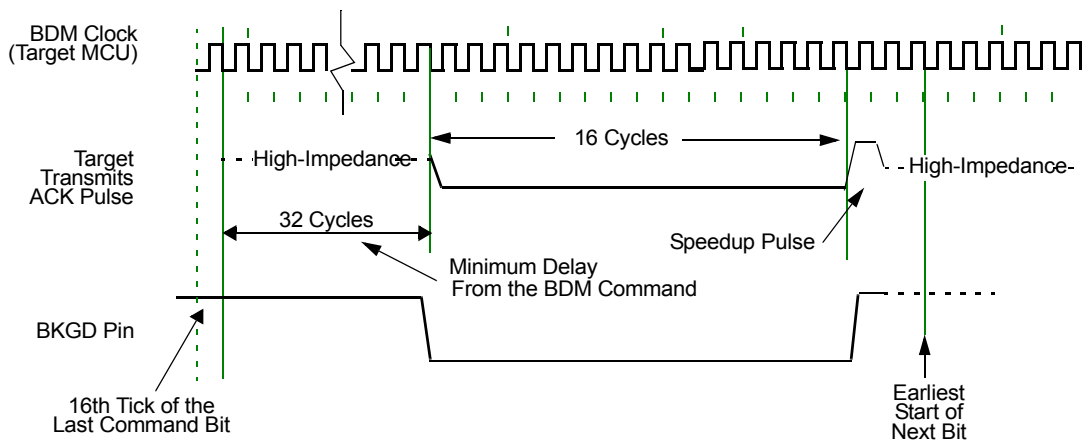 BDM Clock
(Target MCU)
16 Cycles
Target
Transmits
ACK Pulse
High-Impedance
High-Impedance
32 Cycles
Speedup Pulse
Minimum Delay
From the BDM Command
BKGD Pin
16th Tick of the
Last Command Bit
Earliest
Start of
Next Bit